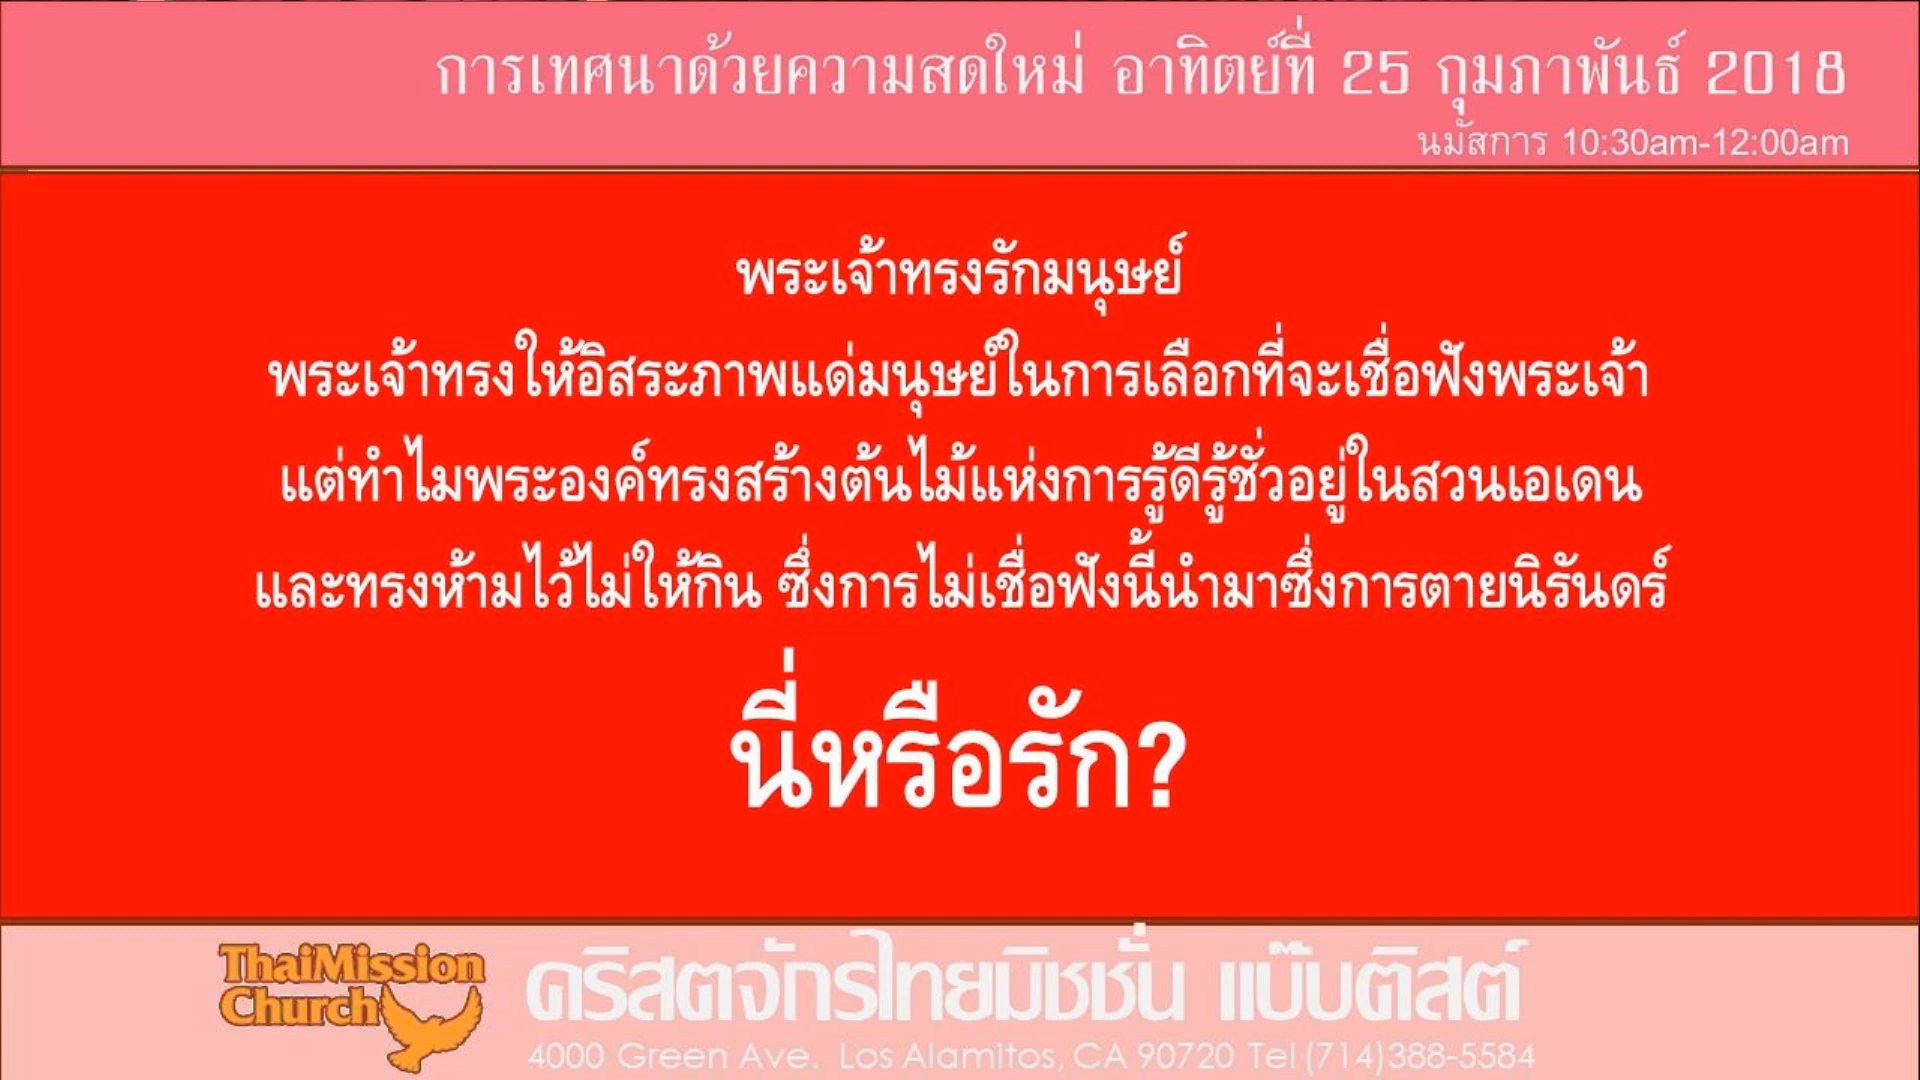 การเทศนาด้วยความสดใหม่ อาทิตย์ที่ 25 กุมภาพันธ์ 2018
นมัสการ 10:30am-12:00am
พระเจ้าทรงรักมนุษย์
พระเจ้าทรงให้อิสระภาพแด่มนุษย์ในการเลือกที่จะเชื่อฟังพระเจ้า
แต่ทำไมพระองค์ทรงสร้างต้นไม้แห่งการรู้ดีรู้ชั่วอยู่ในสวนเอเดน
และทรงห้ามไว้ไม่ให้กิน ซึ่งการไม่เชื่อฟังนี้นำมาซึ่งการตายนิรันดร์
นี่หรือรัก?
ThaiMission
Church
คริสตจักรไทยมิชชั่น แบ๊บติสต์
4000 Green Ave. Los Alamitos, CA 90720 Tel (714)388-5584